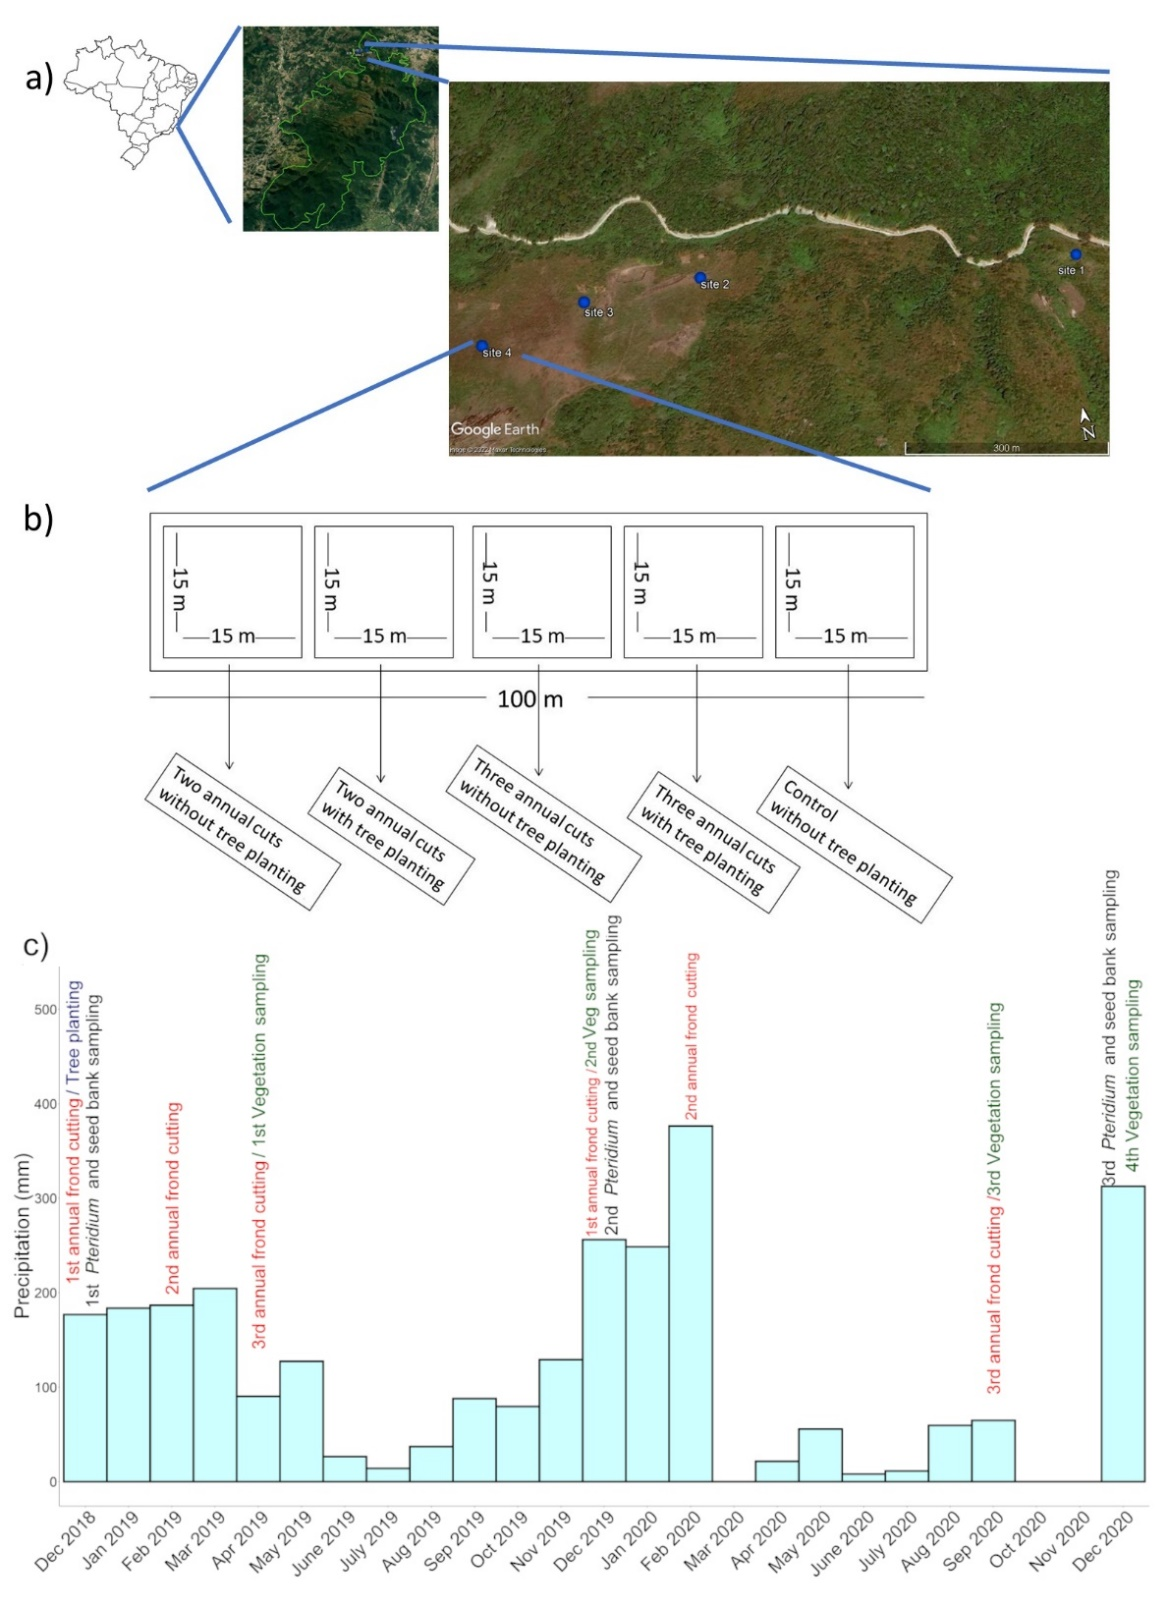 a)
site 1
site 2
site 3
site 4
Google Earth
300 m
N
b)
15 m
15 m
15 m
15 m
15 m
15 m
15 m
15 m
15 m
15 m
100 m
Two annual cuts
without tree planting
Two annual cuts
with tree planting
Three annual cuts
without tree planting
Three annual cuts
with tree planting
Control
without tree planting
c)
Precipitation (mm)
500
400
300
200
100
0
1st annual frond cutting / Tree planting
1st Pteridium and seed bank sampling
2nd annual frond cutting
3rd annual frond cutting / 1st Vegetation sampling
1st annual frond cutting / 2nd Veg sampling
2nd Pteridium and seed bank sampling
2nd annual frond cutting
3rd annual frond cutting /3rd Vegetation sampling
3rd Pteridium and seed bank sampling
4th Vegetation sampling
Dec 2018
Jan 2019
Feb 2019
Mar 2019
Apr 2019
May 2019
June 2019
July 2019
Aug 2019
Sep 2019
Oct 2019
Nov 2019
Dec 2019
Jan 2020
Feb 2020
Mar 2020
Apr 2020
May 2020
June 2020
July 2020
Aug 2020
Sep 2020
Oct 2020
Nov 2020
Dec 2020